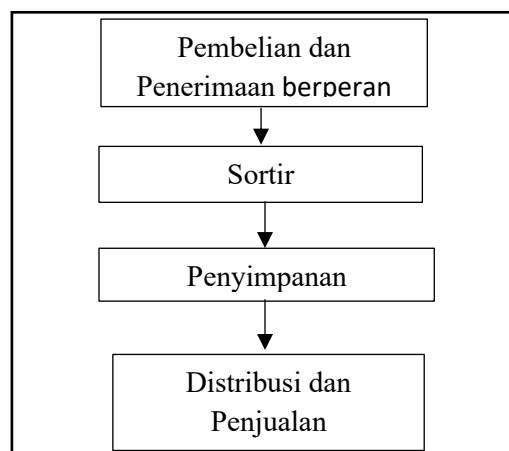 Pembelian dan
Penerimaan berperan
Sortir
Penyimpanan
Distribusi dan
Penjualan